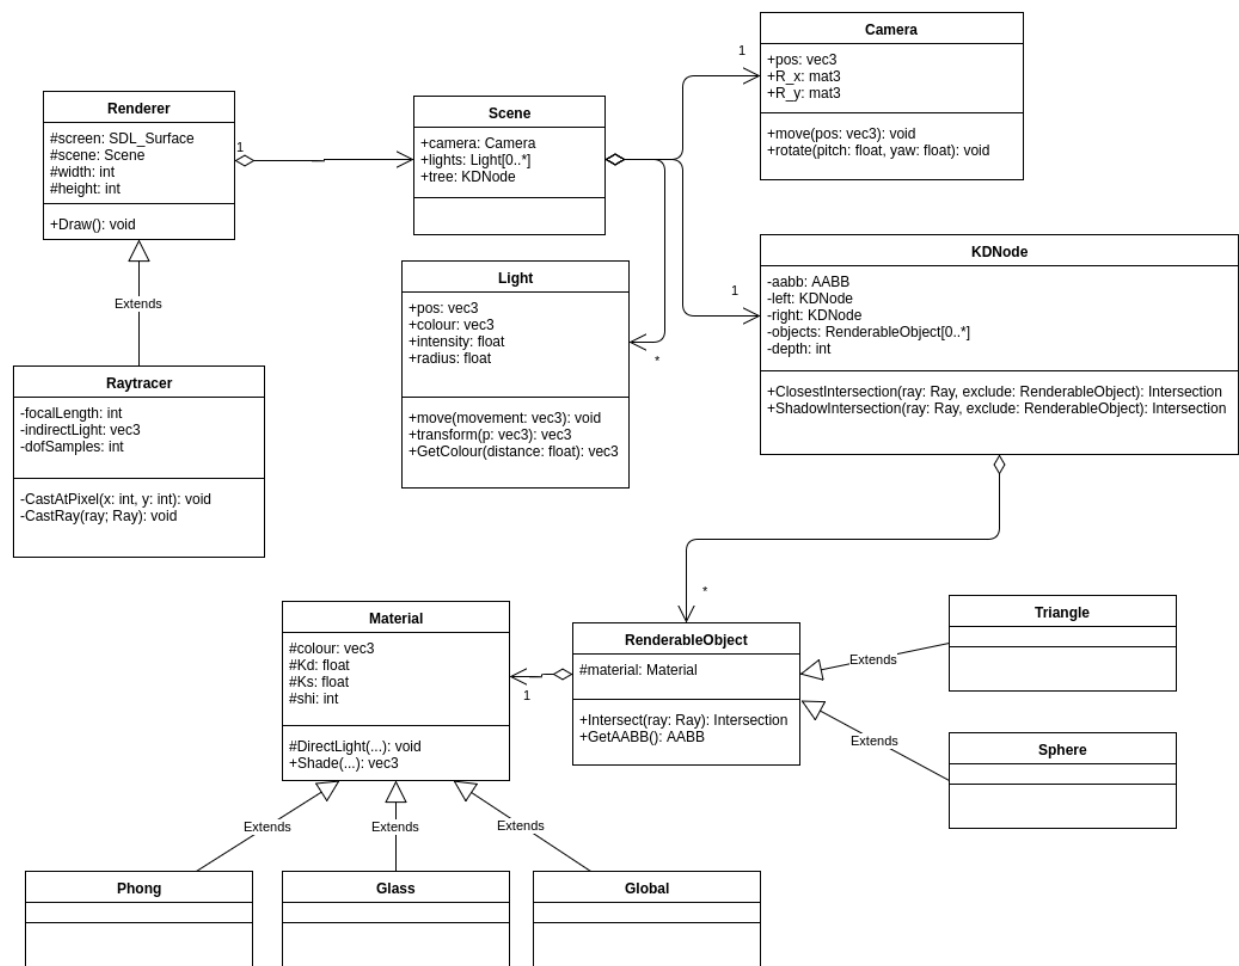 Camera
+pos: vec3
+R_x: mat3
+R_y: mat3
+move(pos: vec3): void
+rotate(pitch: float, yaw: float): void
1
Renderer
#screen: SDL_Surface
#scene: Scene
#width: int
#height: int
+Draw(): void
1
Scene
+camera: Camera
+lights: Light[0..*]
+tree: KDNode
KDNode
-aabb: AABB
-left: KDNode
-right: KDNode
-objects: RenderableObject[0..*]
-depth: int
+ClosestIntersection(ray: Ray, exclude: RenderableObject): Intersection
+ShadowIntersection(ray: Ray, exclude: RenderableObject): Intersection
1
Light
+pos: vec3
+colour: vec3
+intensity: float
+radius: float
+move(movement: vec3): void
+transform(p: vec3): vec3
+GetColour(distance: float): vec3
*
Extends
Raytracer
-focalLength: int
-indirectLight: vec3
-dofSamples: int
-CastAtPixel(x: int, y: int): void
-CastRay(ray; Ray): void
*
Material
#colour: vec3
#Kd: float
#Ks: float
#shi: int
#DirectLight(...): void
+Shade(...): vec3
1
RenderableObject
#material: Material
+Intersect(ray: Ray): Intersection
+GetAABB(): AABB
Extends
Triangle
Extends
Sphere
Extends
Extends
Extends
Phong
Glass
Global